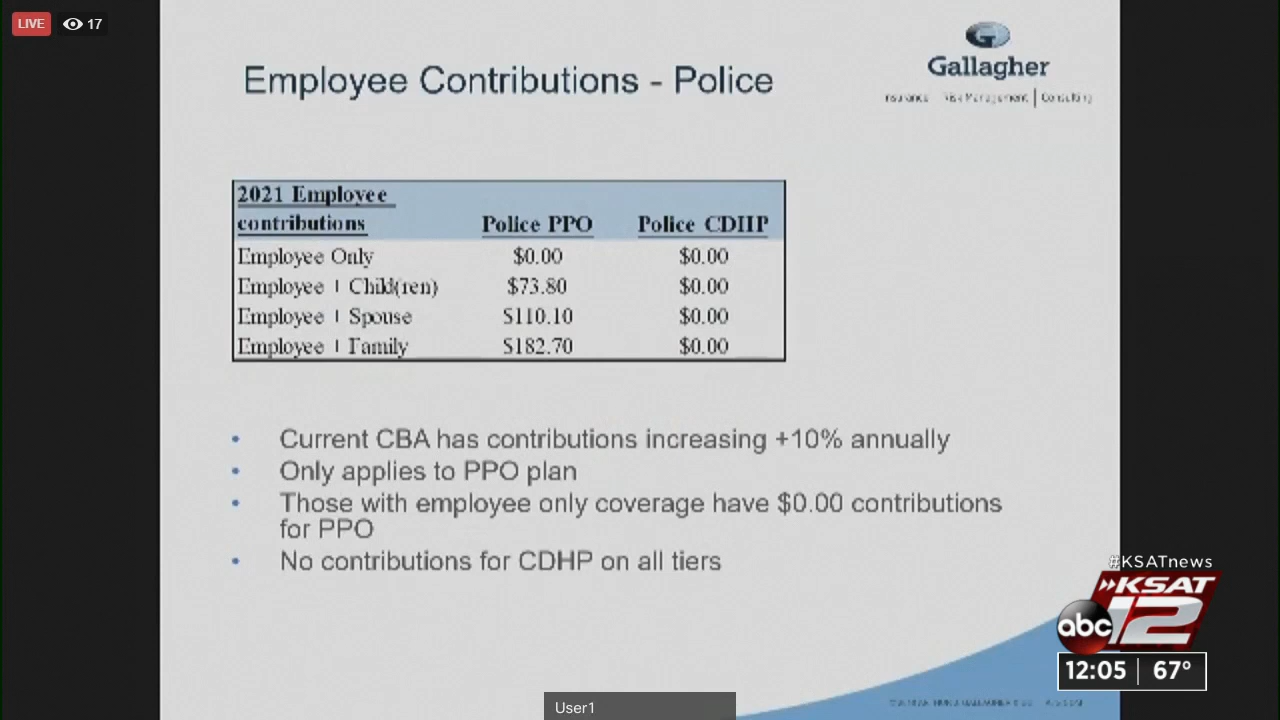 LIVE 17
Employee Contributions - Police
Gallagher
Insurance Risk Management Consulting
2021 Employee
contributions Police PPO Police CDHP
Employee Only $0.00 $0.00
Employee + Child(ren) $73.80 $0.00
Employee + Spouse $110.10 $0.00
Employee + Family $182.70 $0.00
• Current CBA has contributions increasing +10% annually
• Only applies to PPO plan
• Those with employee only coverage have $0.00 contributions
for PPO
• No contributions for CDHP on all tiers
#KSATnews
KSAT
abc 12
12:05 67°
User1